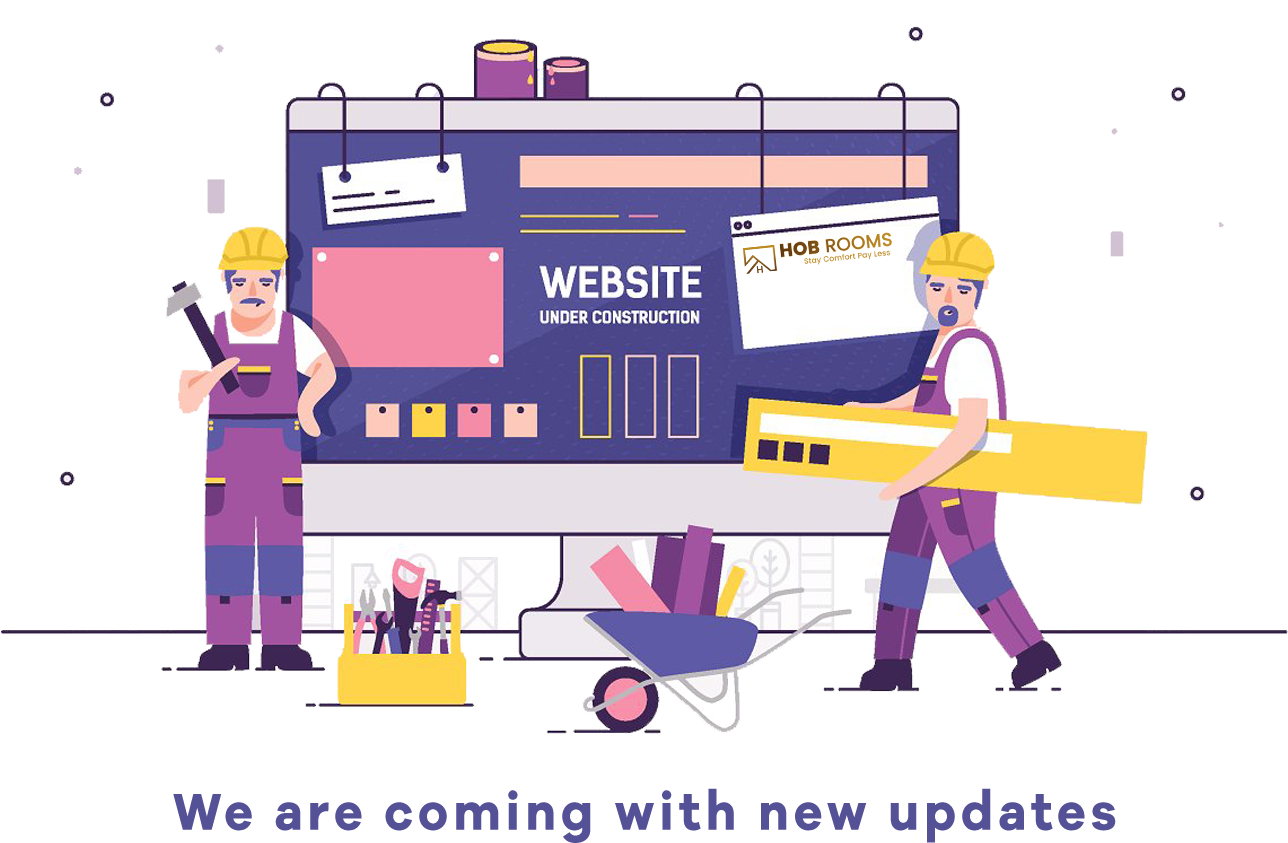 HOB ROOMS
Stay Comfort Pay Less
WEBSITE
UNDER CONSTRUCTION
We are coming with new updates